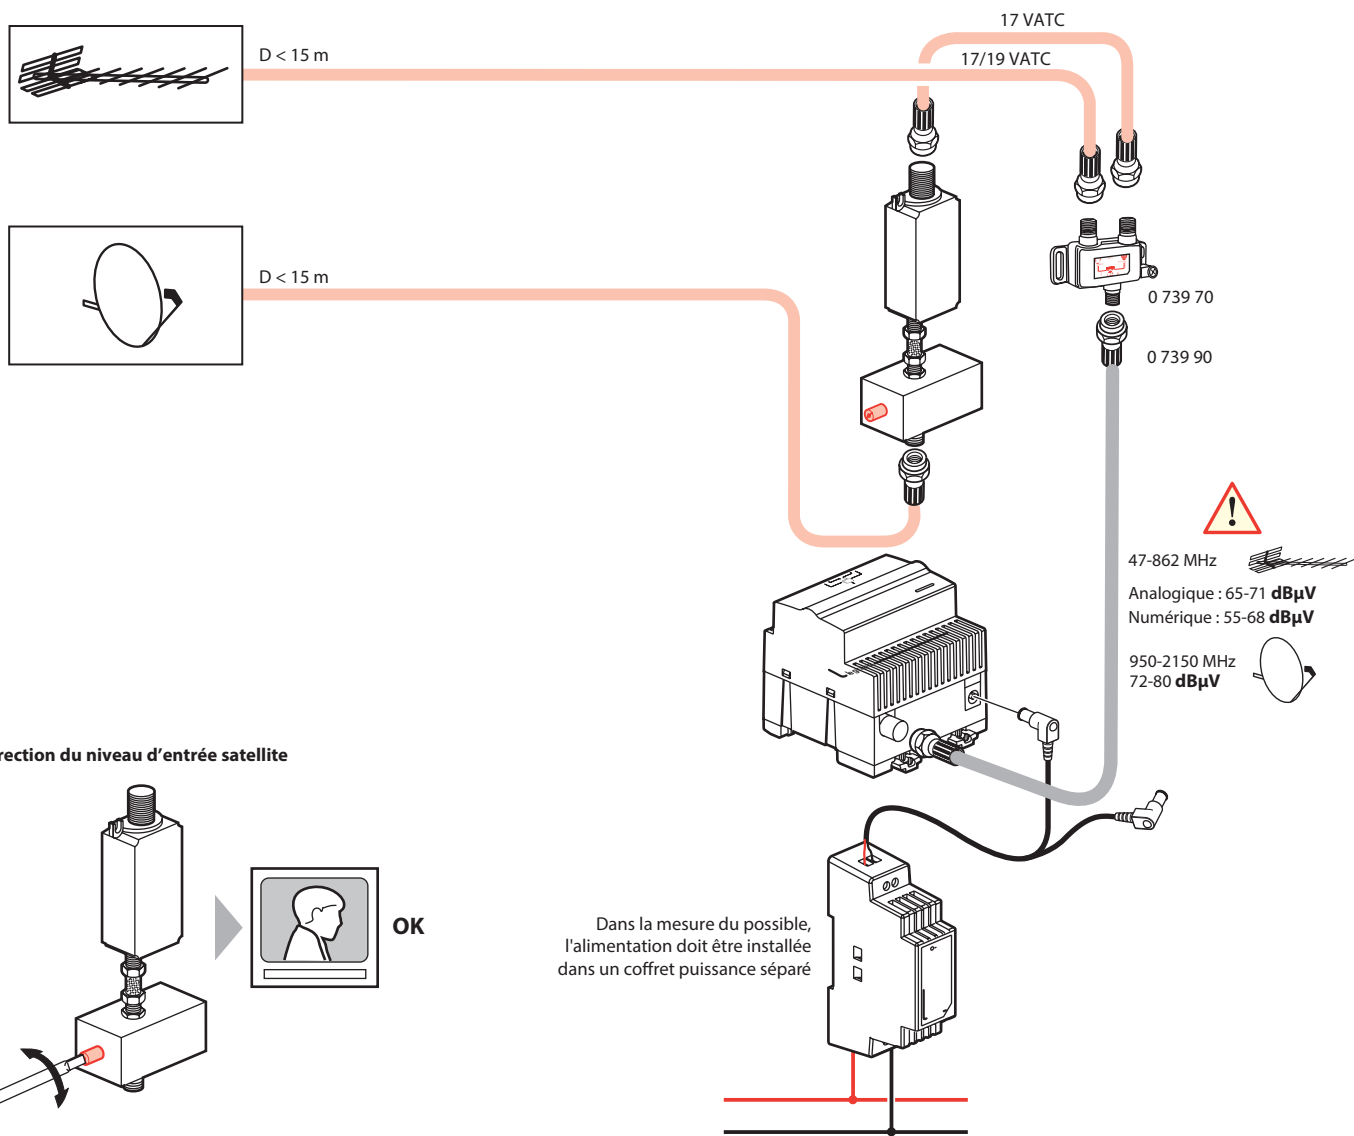 17 VATC
D < 15 m
17/19 VATC
D < 15 m
0 739 70
0 739 90
47-862 MHz
Analogique : 65-71 dBµV
Numérique : 55-68 dBµV
950-2150 MHz
72-80 dBµV
rection du niveau d’entrée satellite
OK
Dans la mesure du possible,
l'alimentation doit être installée
dans un coffret puissance séparé